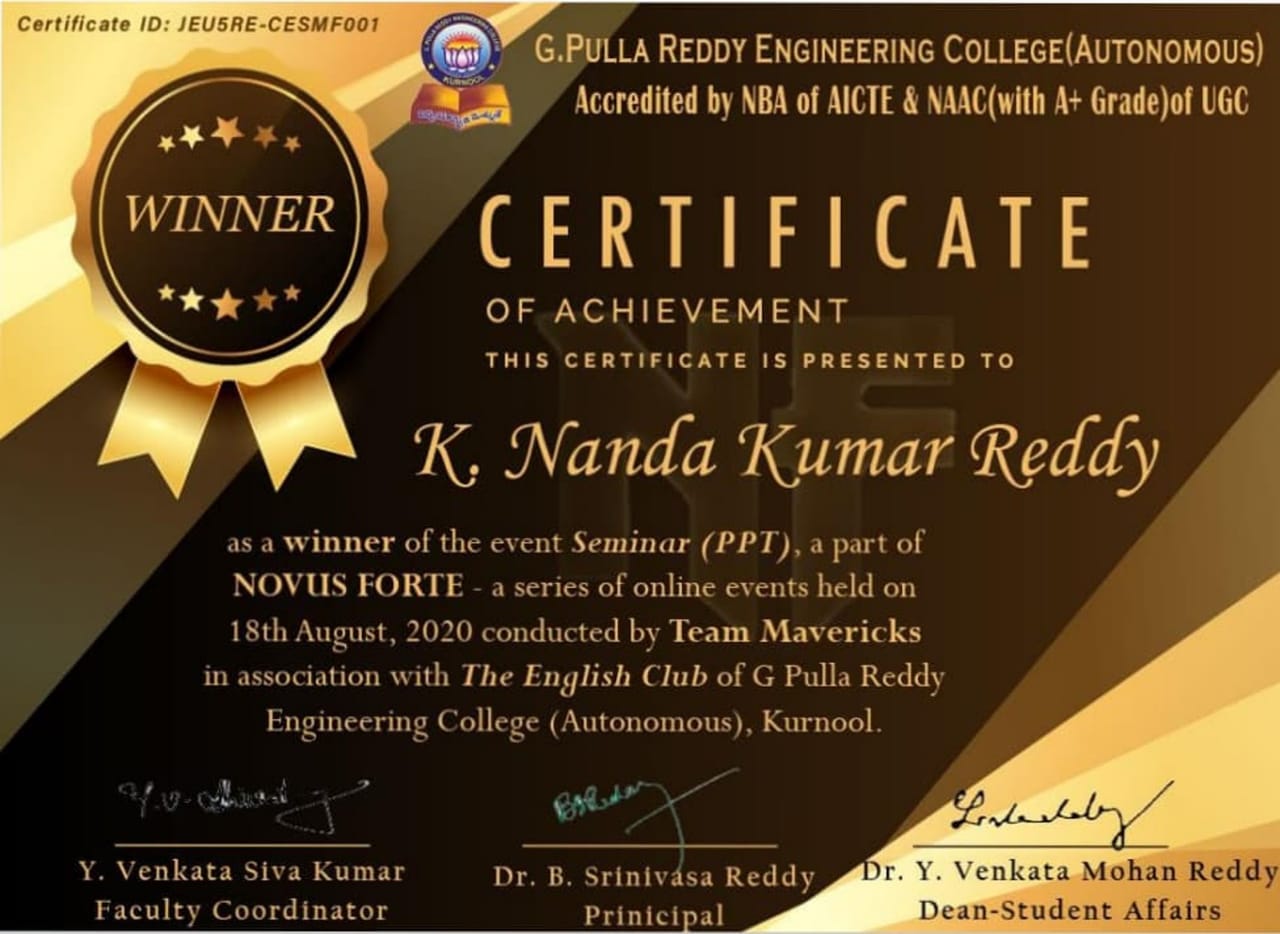 Certificate ID: JEU5RE-CESMF001
G.PULLA REDDY ENGINEERING COLLEGE(AUTONOMOUS)
Accredited by NBA of AICTE & NAAC(with A+ Grade)of UGC
KURNOOL
WINNER
CERTIFICATE
OF ACHIEVEMENT
THIS CERTIFICATE IS PRESENTED TO
K. Nanda Kumar Reddy
as a winner of the event Seminar (PPT), a part of
NOVUS FORTE - a series of online events held on
18th August, 2020 conducted by Team Mavericks
in association with The English Club of G Pulla Reddy
Engineering College (Autonomous), Kurnool.
Y. Venkata Siva Kumar
Faculty Coordinator
Dr. B. Srinivasa Reddy
Prinicipal
Dr. Y. Venkata Mohan Reddy
Dean-Student Affairs